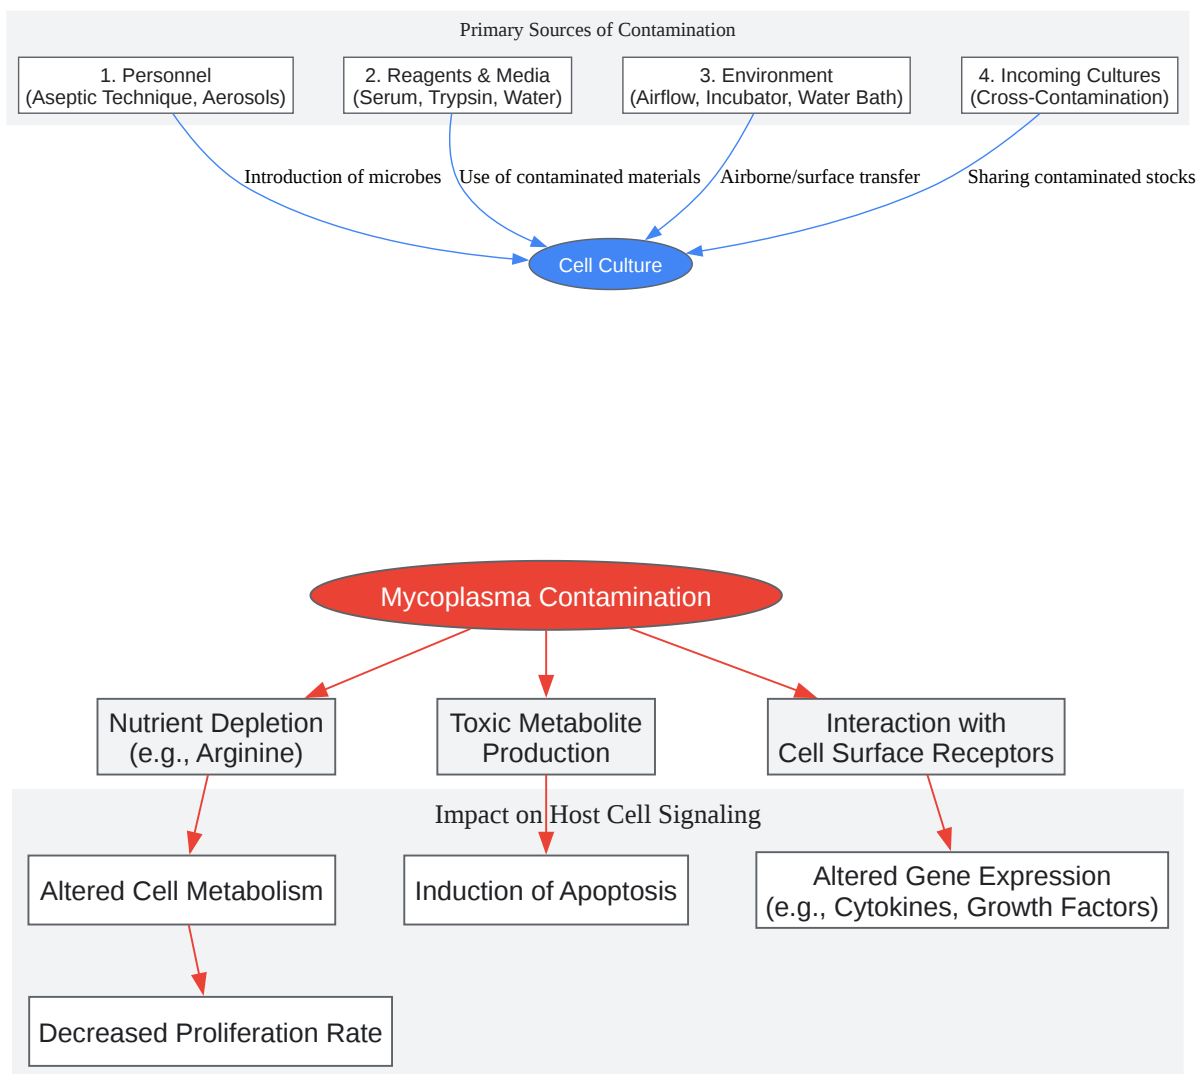 Primary Sources of Contamination
1. Personnel
(Aseptic Technique, Aerosols)
2. Reagents & Media
(Serum, Trypsin, Water)
3. Environment
(Airflow, Incubator, Water Bath)
4. Incoming Cultures
(Cross-Contamination)
Introduction of microbes
Use of contaminated materials
Airborne/surface transfer
Sharing contaminated stocks
Cell Culture
Mycoplasma Contamination
Nutrient Depletion
(e.g., Arginine)
Toxic Metabolite
Production
Interaction with
Cell Surface Receptors
Impact on Host Cell Signaling
Altered Cell Metabolism
Induction of Apoptosis
Altered Gene Expression
(e.g., Cytokines, Growth Factors)
Decreased Proliferation Rate